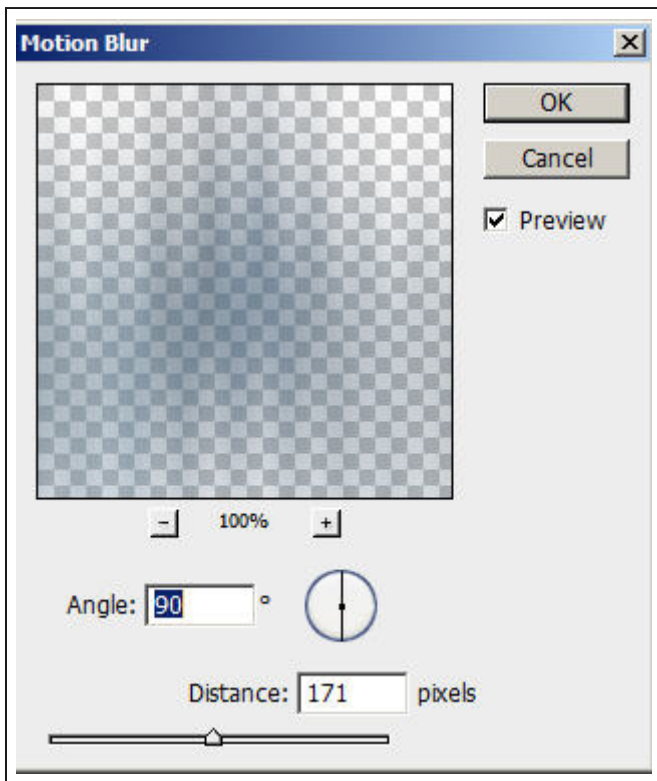 Motion Blur
OK
Cancel
Preview
- 100% +
Angle: 90 °
Distance: 171 pixels